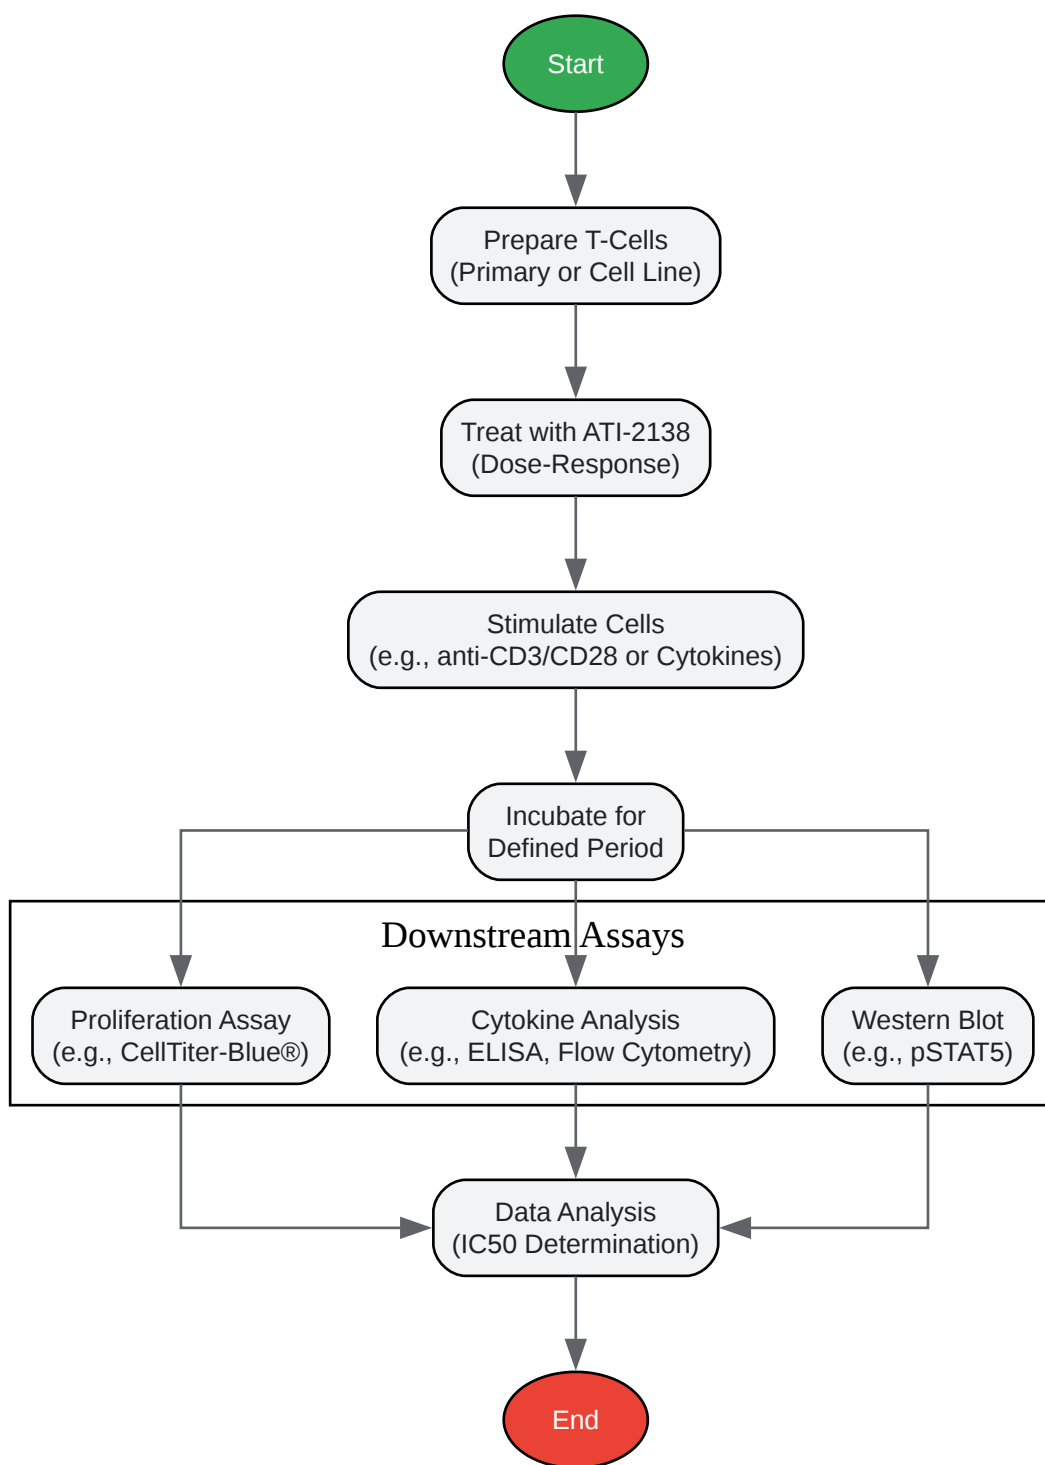 Start
Prepare T-Cells
(Primary or Cell Line)
Treat with ATI-2138
(Dose-Response)
Stimulate Cells
(e.g., anti-CD3/CD28 or Cytokines)
Incubate for
Defined Period
Downstream Assays
Proliferation Assay
(e.g., CellTiter-Blue®)
Cytokine Analysis
(e.g., ELISA, Flow Cytometry)
Western Blot
(e.g., pSTAT5)
Data Analysis
(IC50 Determination)
End